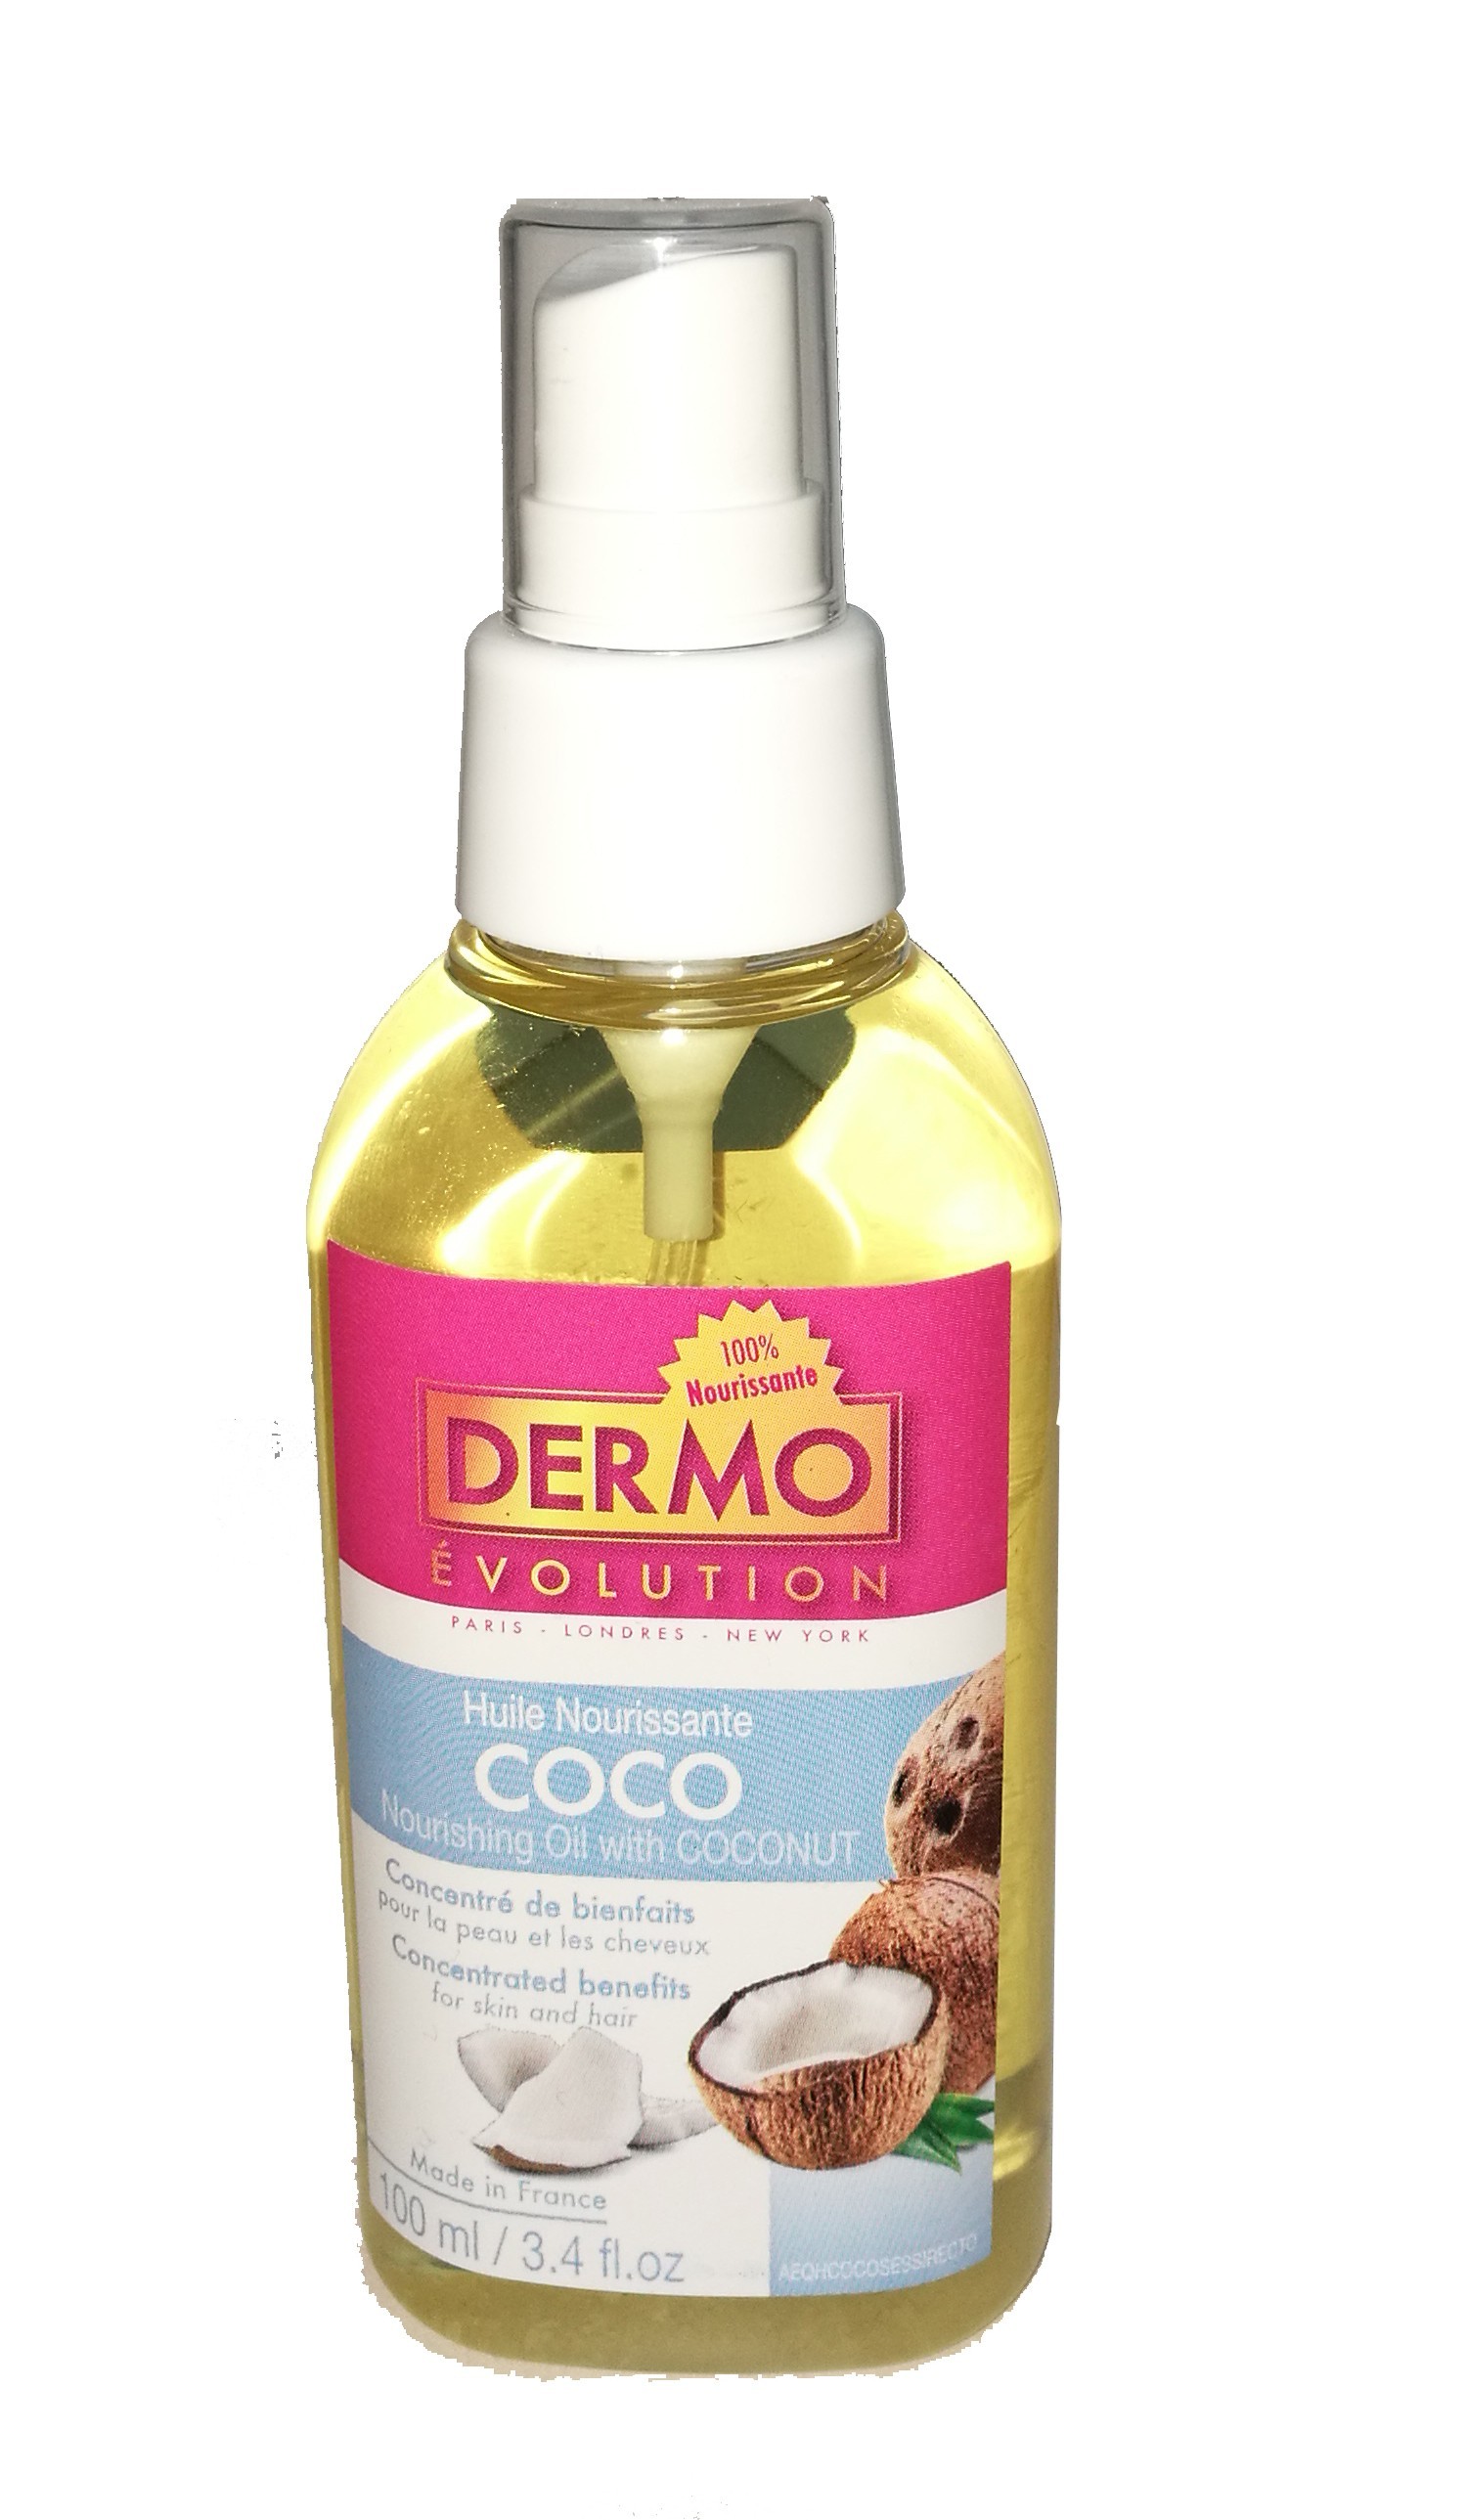 100%
Nourissante
DERMO
ÉVOLUTION
PARIS - LONDRES - NEW YORK
Huile Nourissante
COCO
Nourishing Oil with COCONUT
Concentré de bienfaits
pour la peau et les cheveux
Concentrated benefits
for skin and hair
Made in France
100 ml / 3.4 fl.oz